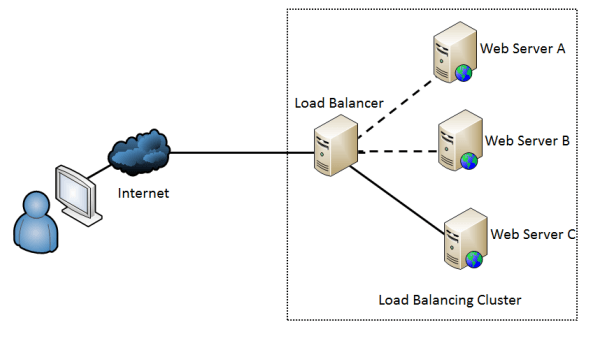 Web Server A
Load Balancer
Web Server B
Internet
Web Server C
Load Balancing Cluster